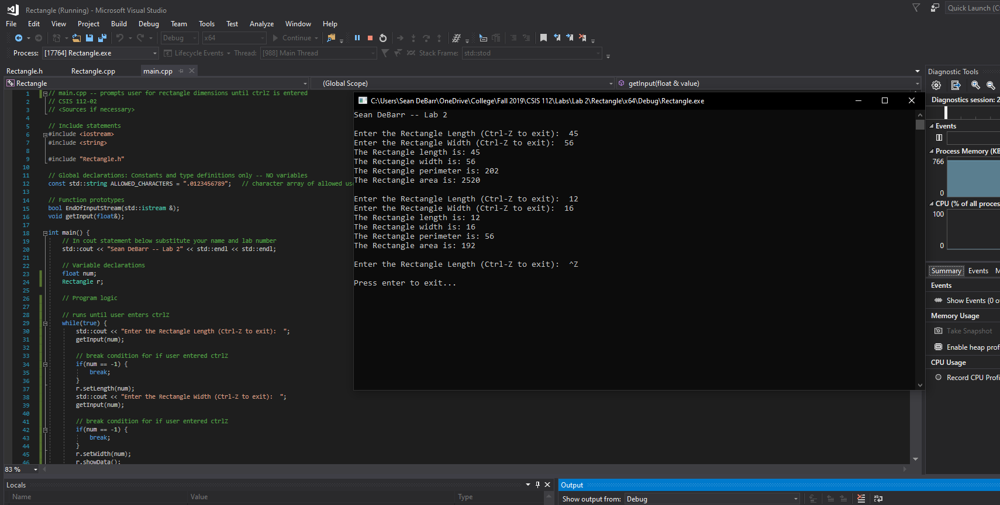 Rectangle (Running) - Microsoft Visual Studio
Quick Launch (C
File Edit View Project Build Debug Team Tools Test Analyze Window Help
Debug x64 Continue
Process: [17764] Rectangle.exe Lifecycle Events Thread: [988] Main Thread Stack Frame: std::stod
Rectangle.h Rectangle.cpp main.cpp
Rectangle (Global Scope) getInput(float & value)
1 // main.cpp -- prompts user for rectangle dimensions until ctrlZ is entered
2 // CSIS 112-02
3 // <Sources if necessary>
4
5 // Include statements
6 #include <iostream>
7 #include <string>
8
9 #include "Rectangle.h"
10
11 // Global declarations: Constants and type definitions only -- NO variables
12 const std::string ALLOWED_CHARACTERS = ".0123456789"; // character array of allowed us
13
14 // Function prototypes
15 bool EndOfInputStream(std::istream &);
16 void getInput(float&);
17
18 int main() {
19 // In cout statement below substitute your name and lab number
20 std::cout << "Sean DeBarr -- Lab 2" << std::endl << std::endl;
21
22 // Variable declarations
23 float num;
24 Rectangle r;
25
26 // Program logic
27
28 // runs until user enters ctrlZ
29 while(true) {
30 std::cout << "Enter the Rectangle Length (Ctrl-Z to exit):  ";
31 getInput(num);
32
33 // break condition for if user entered ctrlZ
34 if(num == -1) {
35 break;
36 }
37 r.setLength(num);
38 std::cout << "Enter the Rectangle Width (Ctrl-Z to exit):  ";
39 getInput(num);
40
41 // break condition for if user entered ctrlZ
42 if(num == -1) {
43 break;
44 }
45 r.setWidth(num);
46 r.showData();
83 %
C:\Users\Sean DeBarr\OneDrive\College\Fall 2019\CSIS 112\Labs\Lab 2\Rectangle\x64\Debug\Rectangle.exe
Sean DeBarr -- Lab 2
Enter the Rectangle Length (Ctrl-Z to exit):  45
Enter the Rectangle Width (Ctrl-Z to exit):  56
The Rectangle length is: 45
The Rectangle width is: 56
The Rectangle perimeter is: 202
The Rectangle area is: 2520
Enter the Rectangle Length (Ctrl-Z to exit):  12
Enter the Rectangle Width (Ctrl-Z to exit):  16
The Rectangle length is: 12
The Rectangle width is: 16
The Rectangle perimeter is: 56
The Rectangle area is: 192
Enter the Rectangle Length (Ctrl-Z to exit):  ^Z
Press enter to exit...
Diagnostic Tools
Diagnostics session: 2
Events
Process Memory (KB
766
0
CPU (% of all proces
100
0
Summary Events M
Events
Show Events (0 o
Memory Usage
Take Snapshot
Enable heap prof
CPU Usage
Record CPU Profi
Locals
Name Value Type
Output
Show output from: Debug